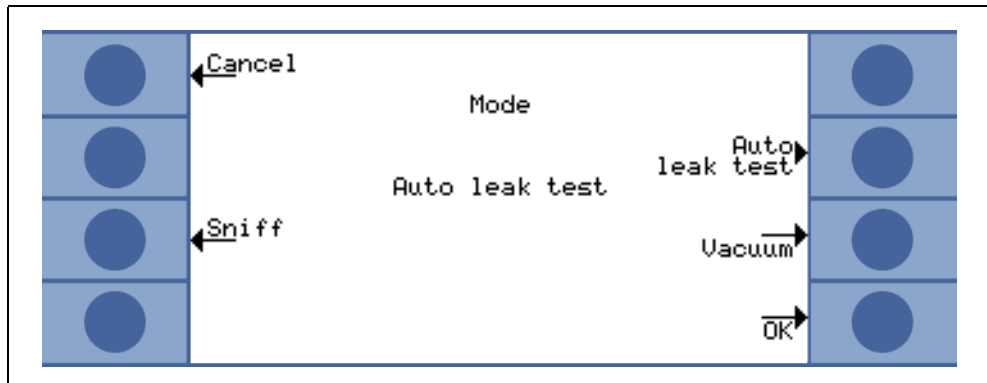 Cancel
Mode
Auto
leak test
Auto leak test
Sniff
Vacuum
OK